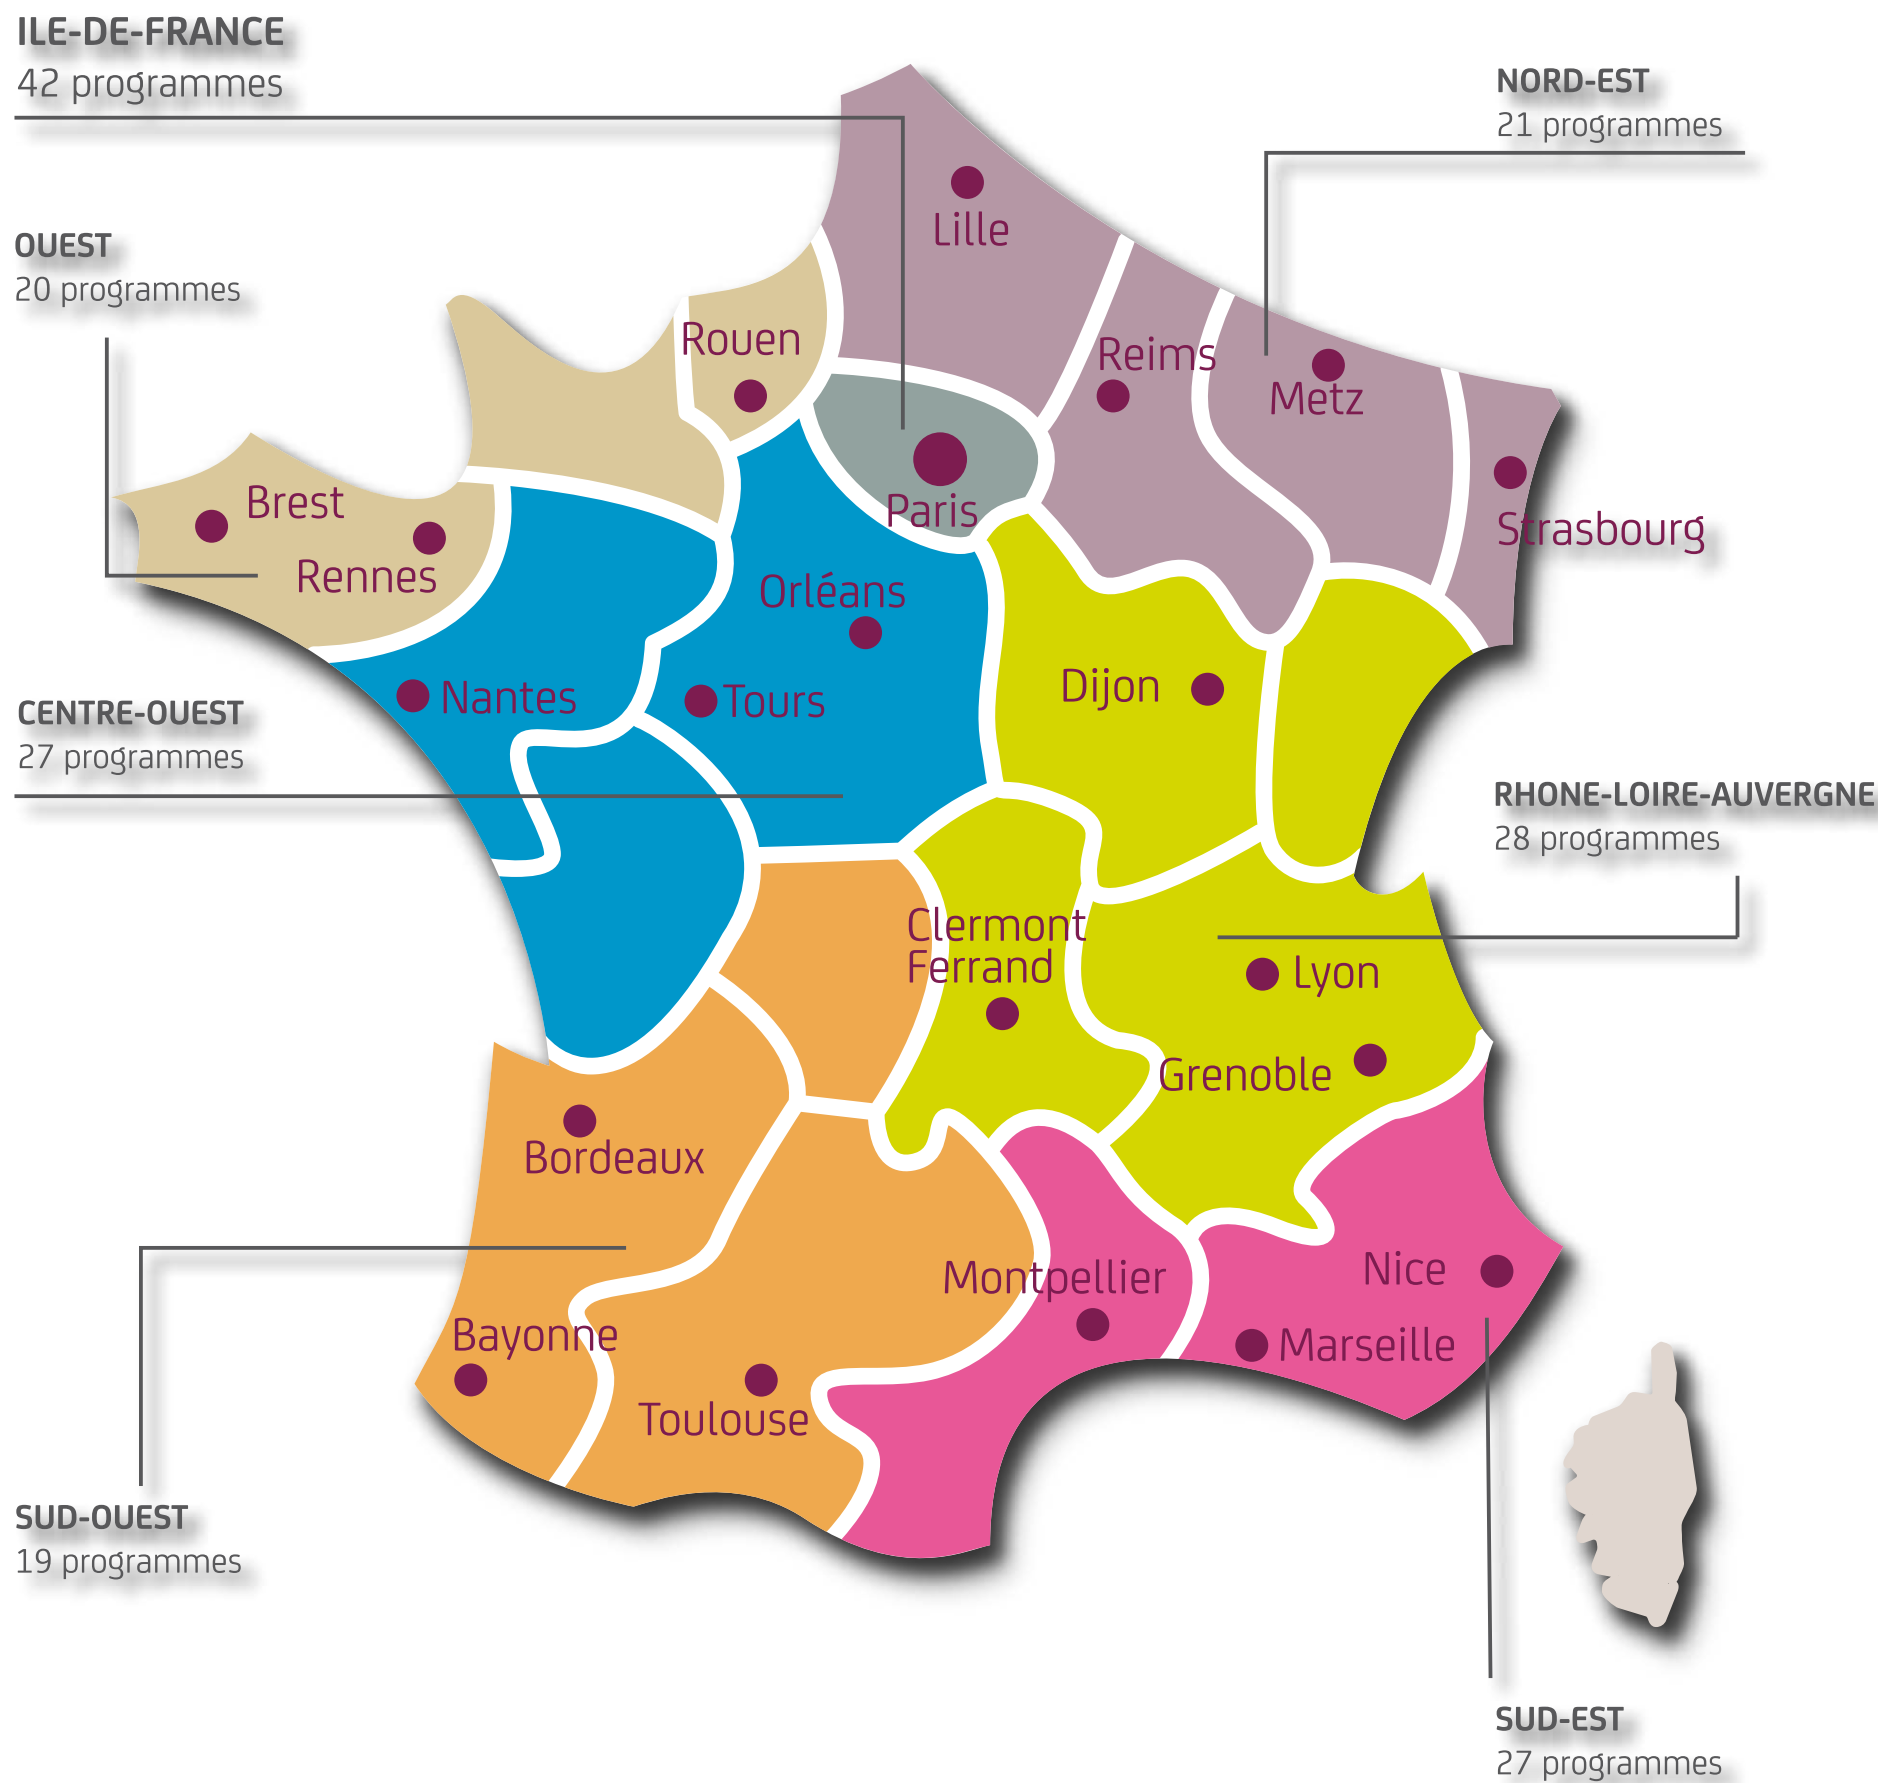 ILE-DE-FRANCE
42 programmes
NORD-EST
21 programmes
Lille
OUEST
20 programmes
Rouen
Reims
Metz
Brest
Rennes
Paris
Strasbourg
Orléans
Dijon
Nantes
Tours
CENTRE-OUEST
27 programmes
RHONE-LOIRE-AUVERGNE
28 programmes
Clermont
Ferrand
Lyon
Grenoble
Bordeaux
Montpellier
Nice
Bayonne
Marseille
Toulouse
SUD-OUEST
19 programmes
SUD-EST
27 programmes